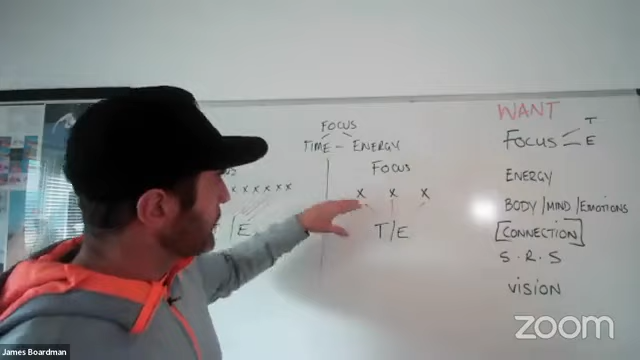 FOCUS
TIME - ENERGY
FOCUS
x x x x x x
x x x
/E
T/E
WANT
FOCUS < T
E
ENERGY
BODY/MIND/EMOTIONS
[CONNECTION]
S.R.S
VISION
zoom
James Boardman